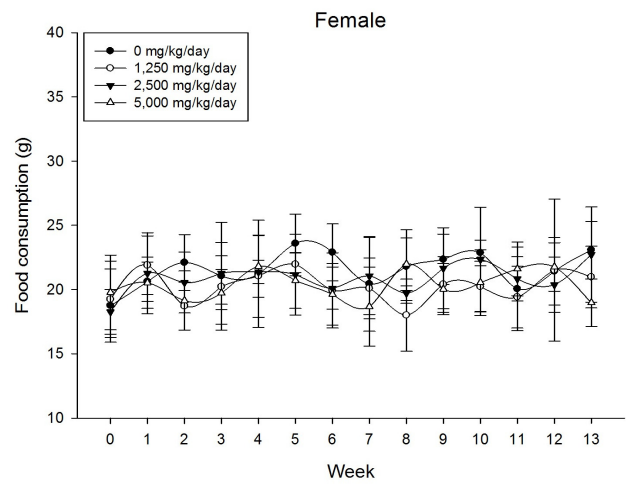 Female
40
35
30
25
20
15
10
Food consumption (g)
0 mg/kg/day
1,250 mg/kg/day
2,500 mg/kg/day
5,000 mg/kg/day
0 1 2 3 4 5 6 7 8 9 10 11 12 13
Week